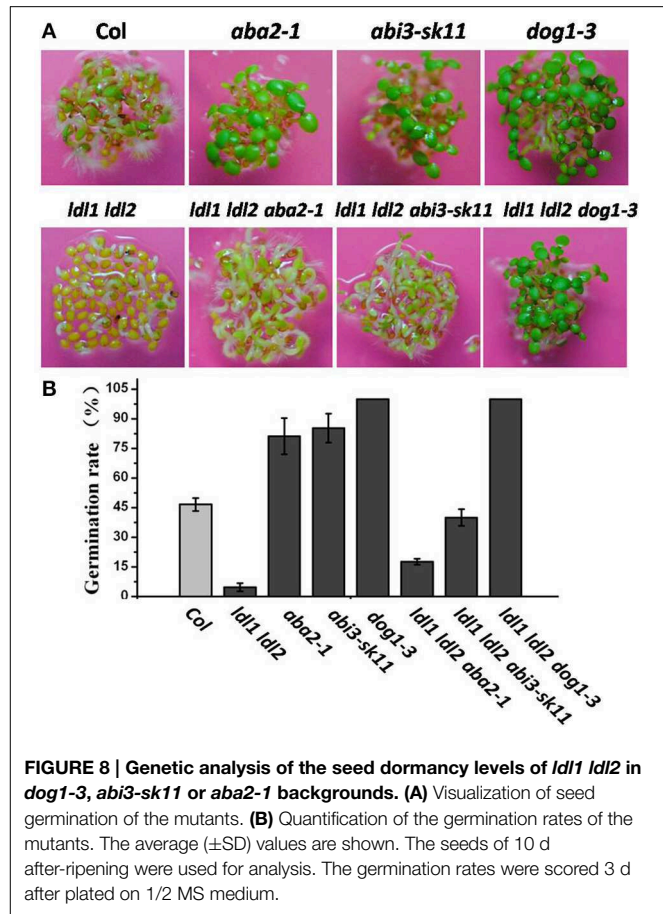 A
Col aba2-1 abi3-sk11 dog1-3
ldl1 ldl2 ldl1 ldl2 aba2-1 ldl1 ldl2 abi3-sk11 ldl1 ldl2 dog1-3
B
Germination rate (%)
105
90
75
60
45
30
15
0
Col
ldl1 ldl2
aba2-1
abi3-sk11
dog1-3
ldl1 ldl2 aba2-1
ldl1 ldl2 abi3-sk11
ldl1 ldl2 dog1-3
FIGURE 8 | Genetic analysis of the seed dormancy levels of ldl1 ldl2 in
dog1-3, abi3-sk11 or aba2-1 backgrounds. (A) Visualization of seed
germination of the mutants. (B) Quantification of the germination rates of the
mutants. The average (±SD) values are shown. The seeds of 10 d
after-ripening were used for analysis. The germination rates were scored 3 d
after plated on 1/2 MS medium.